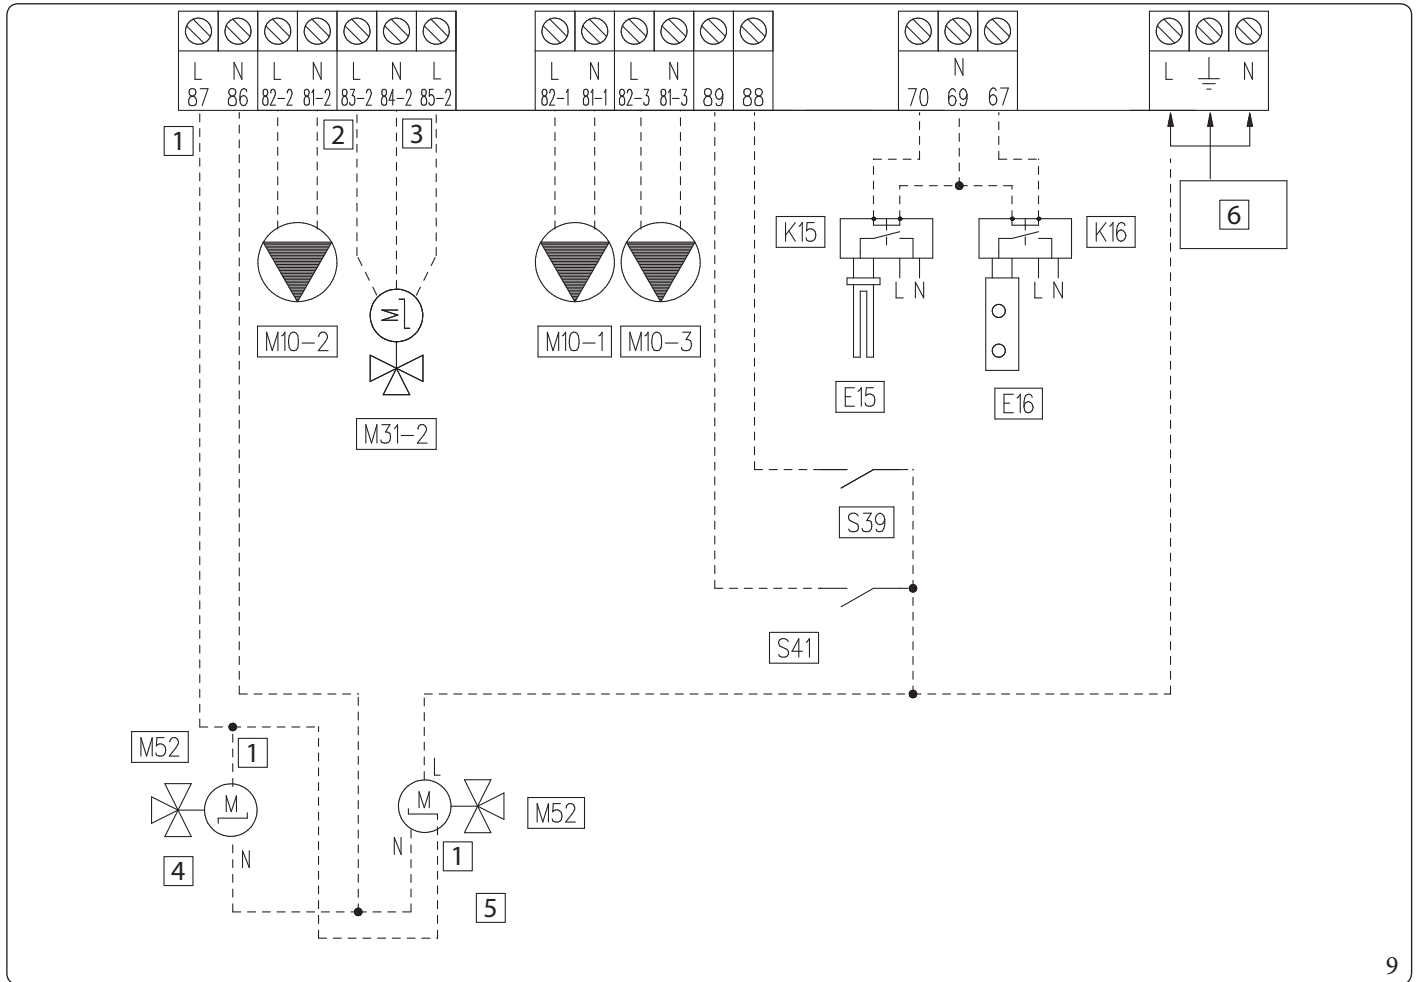 L N L N L N L
87 86 82-2 81-2 83-2 84-2 85-2
L N L N
82-1 81-1 82-3 81-3 89 88
N
70 69 67
L N
1
2
3
6
K15
K16
L N
L N
M
M10-2
M10-1
M10-3
E15
E16
M31-2
S39
S41
M52
1
L
M
M
M52
N
N
1
4
5
9